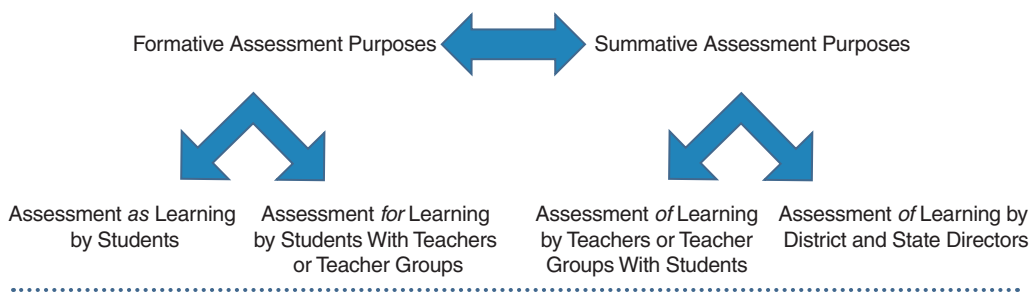 Formative Assessment Purposes
Summative Assessment Purposes
Assessment as Learning
by Students
Assessment for Learning
by Students With Teachers
or Teacher Groups
Assessment of Learning
by Teachers or Teacher
Groups With Students
Assessment of Learning by
District and State Directors